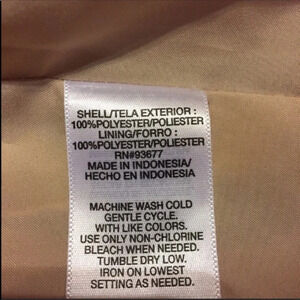 SHELL/TELA EXTERIOR :
100%POLYESTER/POLIESTER
LINING/FORRO :
100%POLYESTER/POLIESTER
RN#93677
MADE IN INDONESIA/
HECHO EN INDONESIA
MACHINE WASH COLD
GENTLE CYCLE.
WITH LIKE COLORS.
USE ONLY NON-CHLORINE
BLEACH WHEN NEEDED.
TUMBLE DRY LOW.
IRON ON LOWEST
SETTING AS NEEDED.